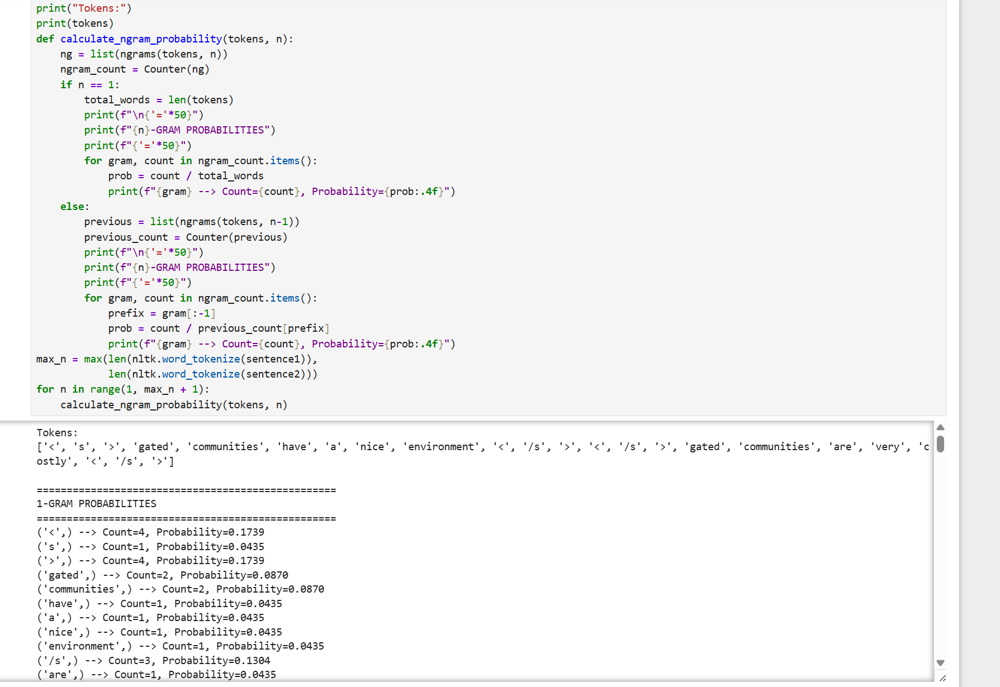 print("Tokens:")
print(tokens)
def calculate_ngram_probability(tokens, n):
    ng = list(ngrams(tokens, n))
    ngram_count = Counter(ng)
    if n == 1:
        total_words = len(tokens)
        print(f"\n{'='*50}")
        print(f"{n}-GRAM PROBABILITIES")
        print(f"{'='*50}")
        for gram, count in ngram_count.items():
            prob = count / total_words
            print(f"{gram} --> Count={count}, Probability={prob:.4f}")
    else:
        previous = list(ngrams(tokens, n-1))
        previous_count = Counter(previous)
        print(f"\n{'='*50}")
        print(f"{n}-GRAM PROBABILITIES")
        print(f"{'='*50}")
        for gram, count in ngram_count.items():
            prefix = gram[:-1]
            prob = count / previous_count[prefix]
            print(f"{gram} --> Count={count}, Probability={prob:.4f}")
max_n = max(len(nltk.word_tokenize(sentence1)),
            len(nltk.word_tokenize(sentence2)))
for n in range(1, max_n + 1):
    calculate_ngram_probability(tokens, n)
Tokens:
['<', 's', '>', 'gated', 'communities', 'have', 'a', 'nice', 'environment', '<', '/s', '>', '<', '/s', '>', 'gated', 'communities', 'are', 'very', 'c
ostly', '<', '/s', '>']
==================================================
1-GRAM PROBABILITIES
==================================================
('<',) --> Count=4, Probability=0.1739
('s',) --> Count=1, Probability=0.0435
('>',) --> Count=4, Probability=0.1739
('gated',) --> Count=2, Probability=0.0870
('communities',) --> Count=2, Probability=0.0870
('have',) --> Count=1, Probability=0.0435
('a',) --> Count=1, Probability=0.0435
('nice',) --> Count=1, Probability=0.0435
('environment',) --> Count=1, Probability=0.0435
('/s',) --> Count=3, Probability=0.1304
('are',) --> Count=1, Probability=0.0435